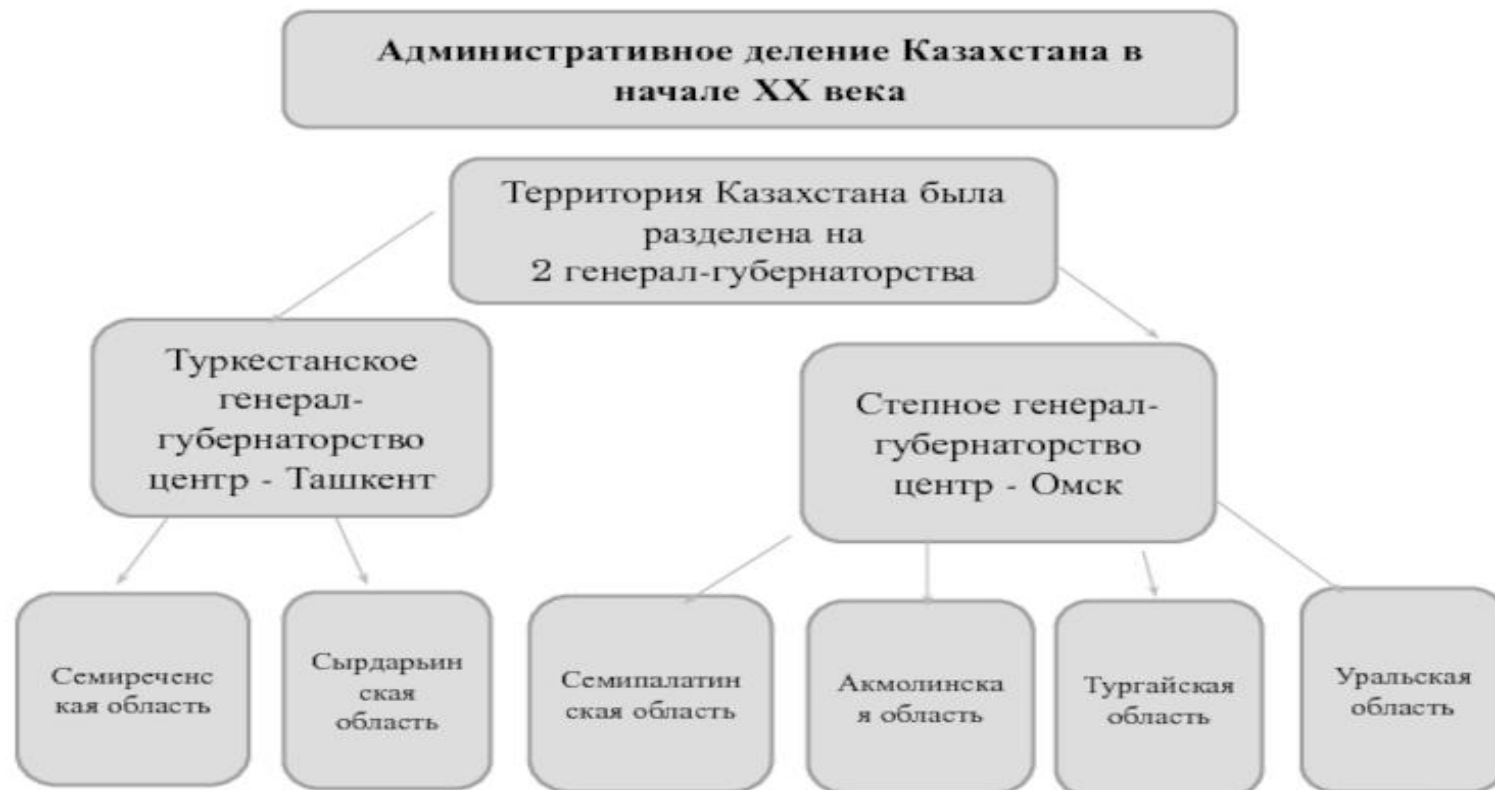 Административное деление Казахстана в
начале XX века
Территория Казахстана была
разделена на
2 генерал-губернаторства
Туркестанское
генерал-
губернаторство
центр - Ташкент
Степное генерал-
губернаторство
центр - Омск
Семиреченс
кая область
Сырдарьин
ская
область
Семипалатин
ская область
Акмолинска
я область
Тургайская
область
Уральская
область